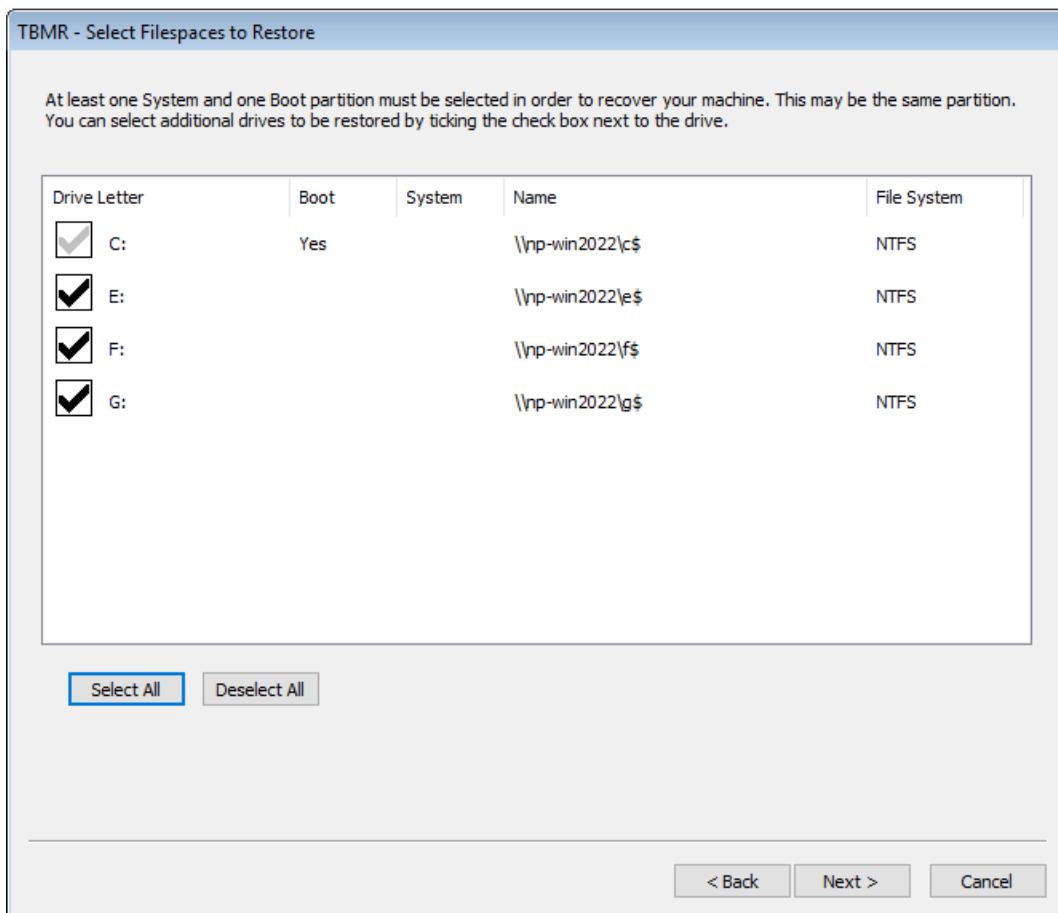 TBMR - Select Filespaces to Restore
At least one System and one Boot partition must be selected in order to recover your machine. This may be the same partition.
You can select additional drives to be restored by ticking the check box next to the drive.
Drive Letter Boot System Name File System
C: Yes \\np-win2022\c$ NTFS
E: \\np-win2022\e$ NTFS
F: \\np-win2022\f$ NTFS
G: \\np-win2022\g$ NTFS
Select All Deselect All
< Back Next > Cancel